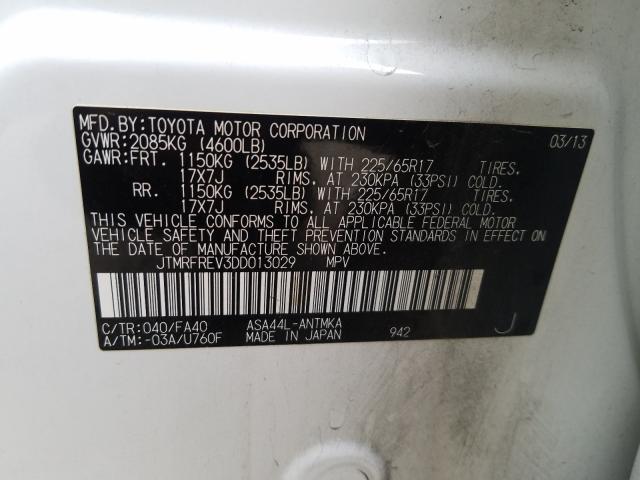 MFD.BY:TOYOTA MOTOR CORPORATION 03/13
GVWR:2085KG (4600LB)
GAWR:FRT. 1150KG (2535LB) WITH 225/65R17 TIRES.
17X7J RIMS. AT 230KPA (33PSI) COLD.
RR. 1150KG (2535LB) WITH 225/65R17 TIRES.
17X7J RIMS. AT 230KPA (33PSI) COLD.
THIS VEHICLE CONFORMS TO ALL APPLICABLE FEDERAL MOTOR
VEHICLE SAFETY AND THEFT PREVENTION STANDARDS IN EFFECT
ON THE DATE OF MANUFACTURE SHOWN ABOVE.
JTMRFREV3DD013029 MPV
C/TR:040/FA40 ASA44L-ANTMKA
A/TM:-03A/U760F MADE IN JAPAN 942 J